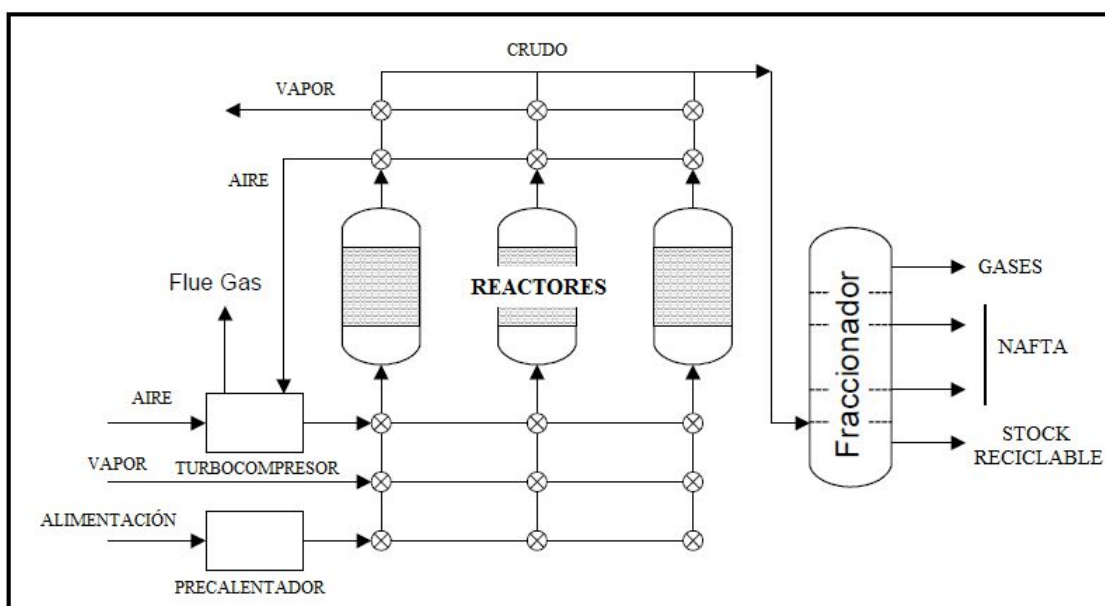 CRUDO
VAPOR
AIRE
Flue Gas
REACTORES
Fraccionador
GASES
NAFTA
STOCK
RECICLABLE
AIRE
TURBOCOMPRESOR
VAPOR
ALIMENTACIÓN
PRECALENTADOR